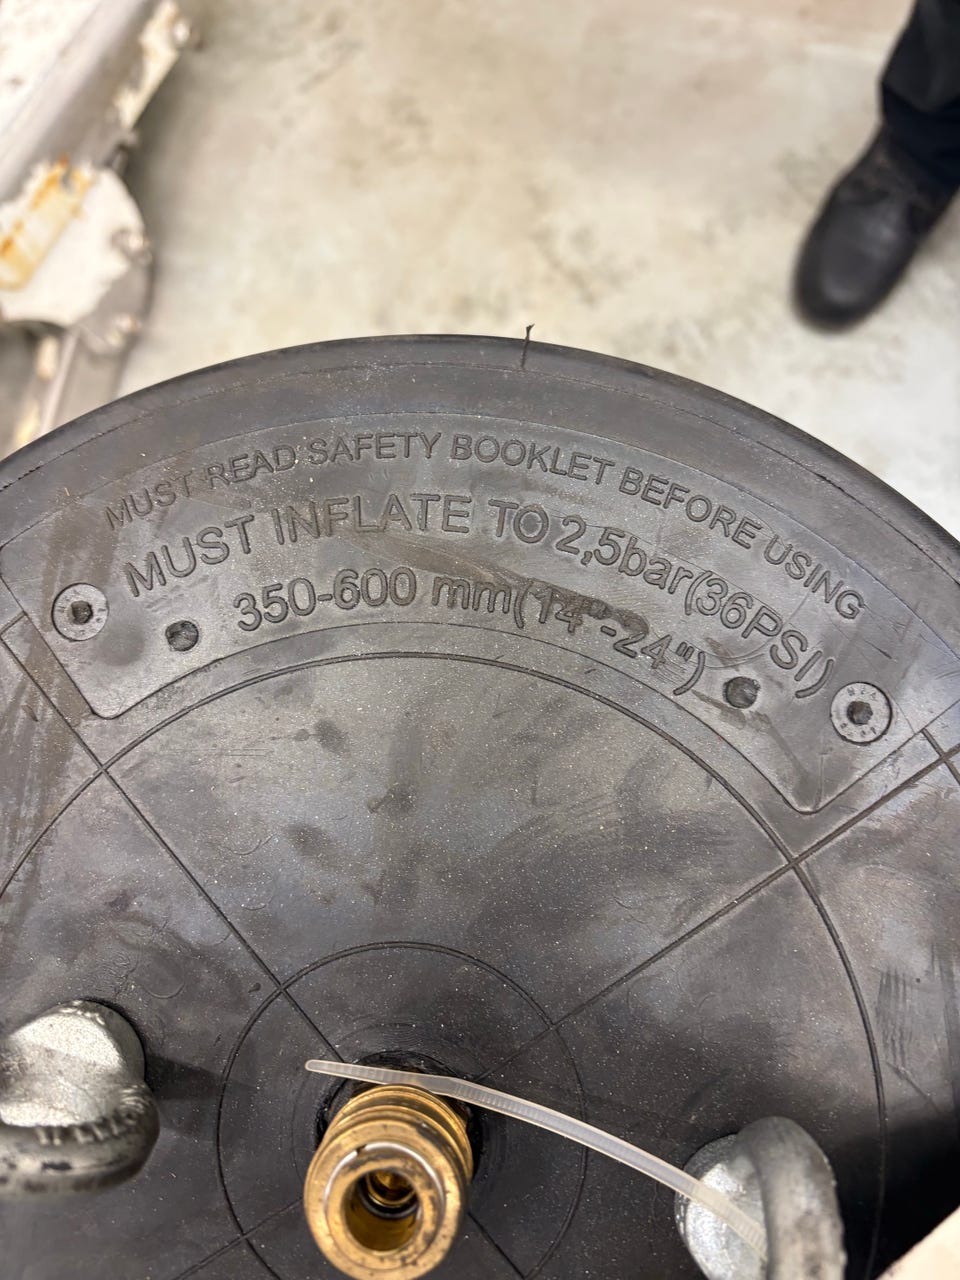 MUST READ SAFETY BOOKLET BEFORE USING
MUST INFLATE TO 2,5bar(36PSI)
350-600 mm(14"-24")